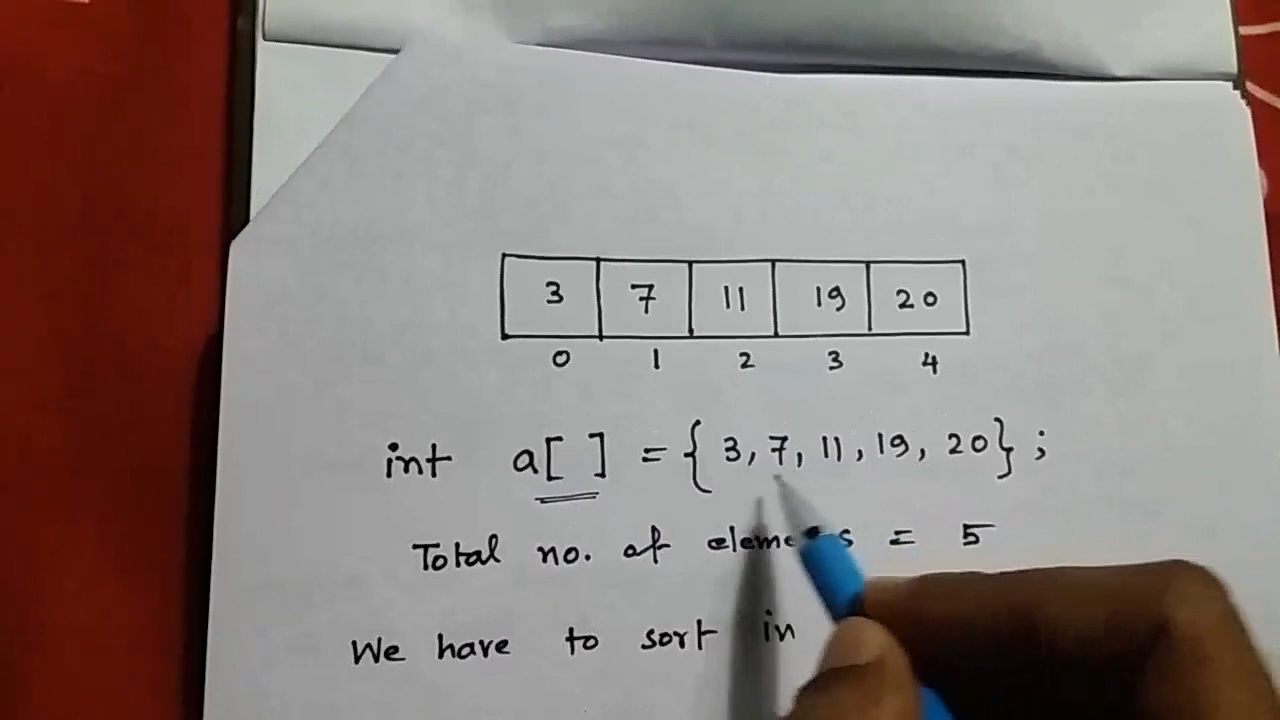 3 7 11 19 20
0 1 2 3 4
int a[ ] = { 3, 7, 11, 19, 20 } ;
Total no. of elements = 5
We have to sort in